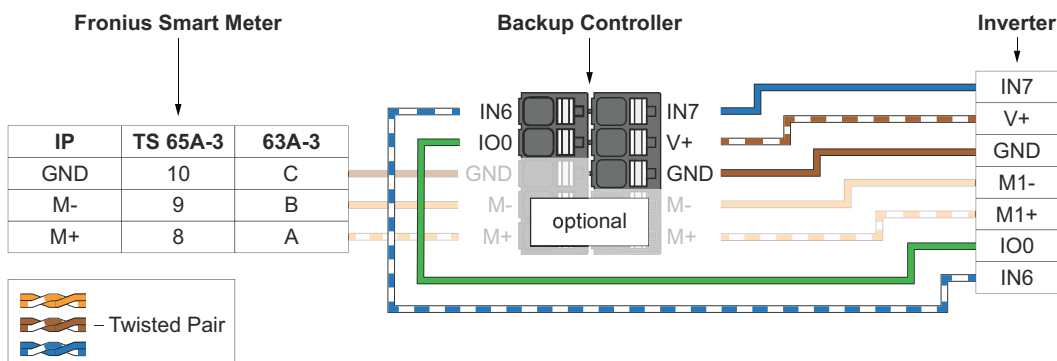 Fronius Smart Meter
Backup Controller
Inverter
IP TS 65A-3 63A-3
GND 10 C
M- 9 B
M+ 8 A
IN6
IO0
GND
M-
M+
optional
IN7
V+
GND
M-
M+
IN7
V+
GND
M1-
M1+
IO0
IN6
– Twisted Pair